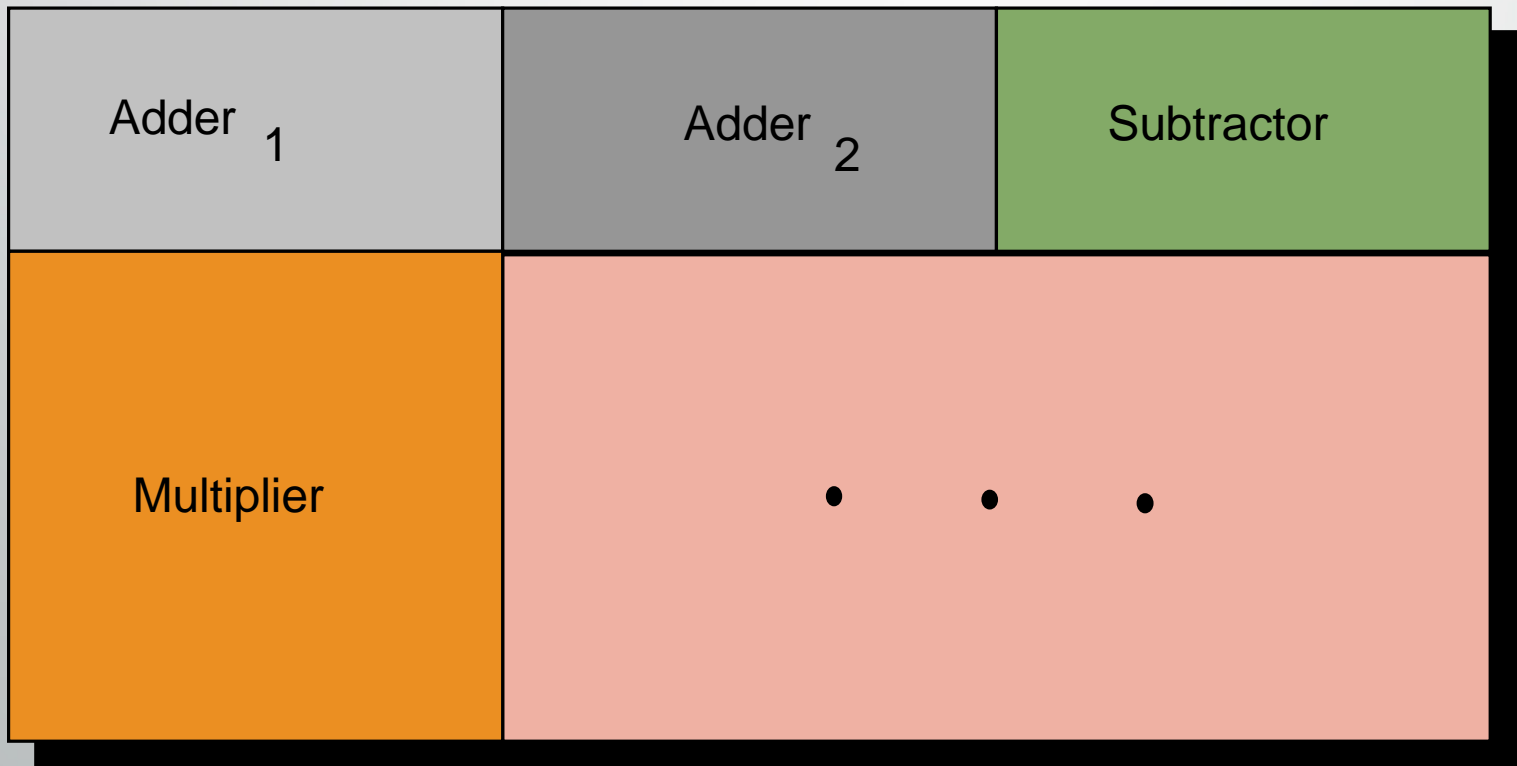 Adder 1
Adder 2
Subtractor
Multiplier
. . .